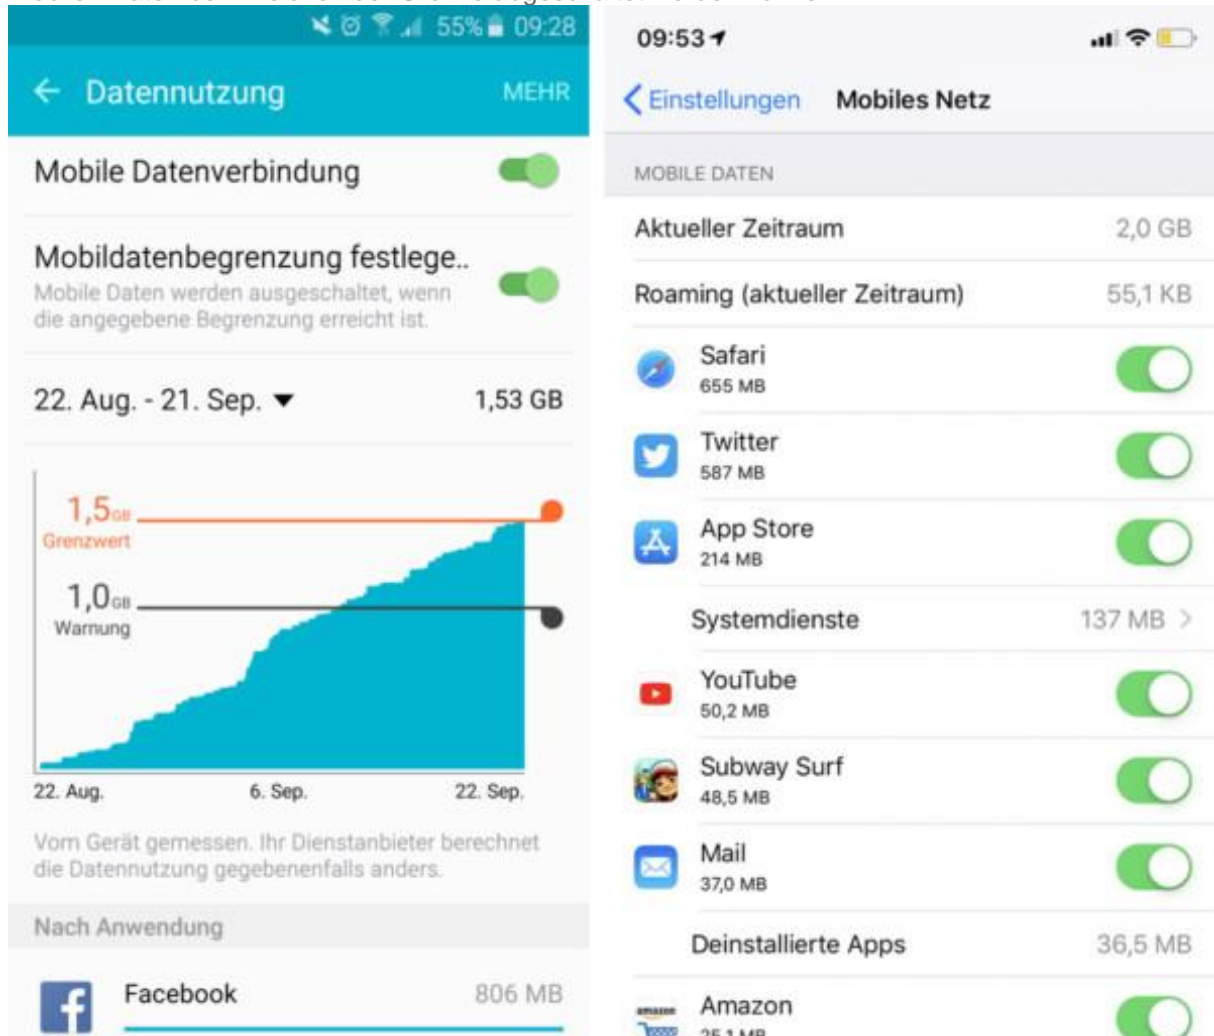 55% 09:28
Datennutzung MEHR
Mobile Datenverbindung
Mobildatenbegrenzung festlege..
Mobile Daten werden ausgeschaltet, wenn
die angegebene Begrenzung erreicht ist.
22. Aug. - 21. Sep. 1,53 GB
1,5 GB
Grenzwert
1,0 GB
Warnung
22. Aug. 6. Sep. 22. Sep.
Vom Gerät gemessen. Ihr Dienstanbieter berechnet
die Datennutzung gegebenenfalls anders.
Nach Anwendung
Facebook 806 MB
09:53
Einstellungen Mobiles Netz
MOBILE DATEN
Aktueller Zeitraum 2,0 GB
Roaming (aktueller Zeitraum) 55,1 KB
Safari
655 MB
Twitter
587 MB
App Store
214 MB
Systemdienste 137 MB
YouTube
50,2 MB
Subway Surf
48,5 MB
Mail
37,0 MB
Deinstallierte Apps 36,5 MB
amazon
Amazon